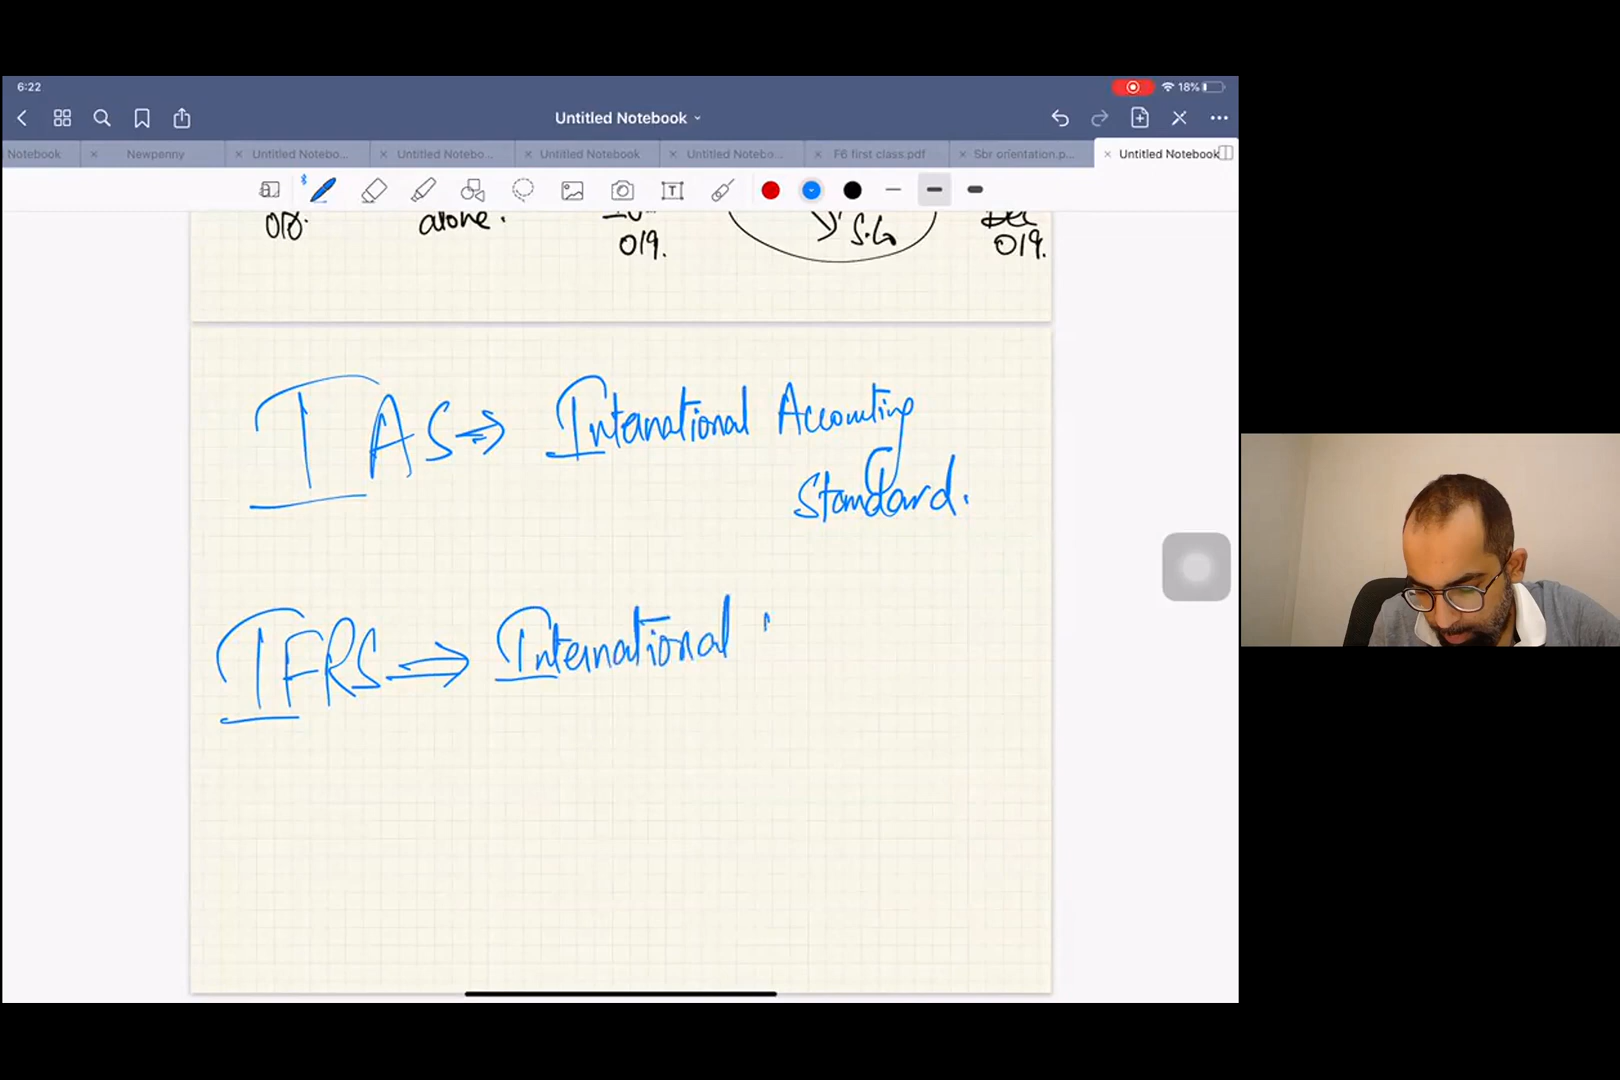 6:22
18%
Untitled Notebook
Notebook
Newpenny
Untitled Notebo...
Untitled Notebo...
Untitled Notebook
Untitled Notebo...
F6 first class.pdf
Sbr orientation.p...
Untitled Notebook
T
018. alone. 019. S.G Dec 019.
IAS ⇒ International Accounting
Standard.
IFRS ⇒ International